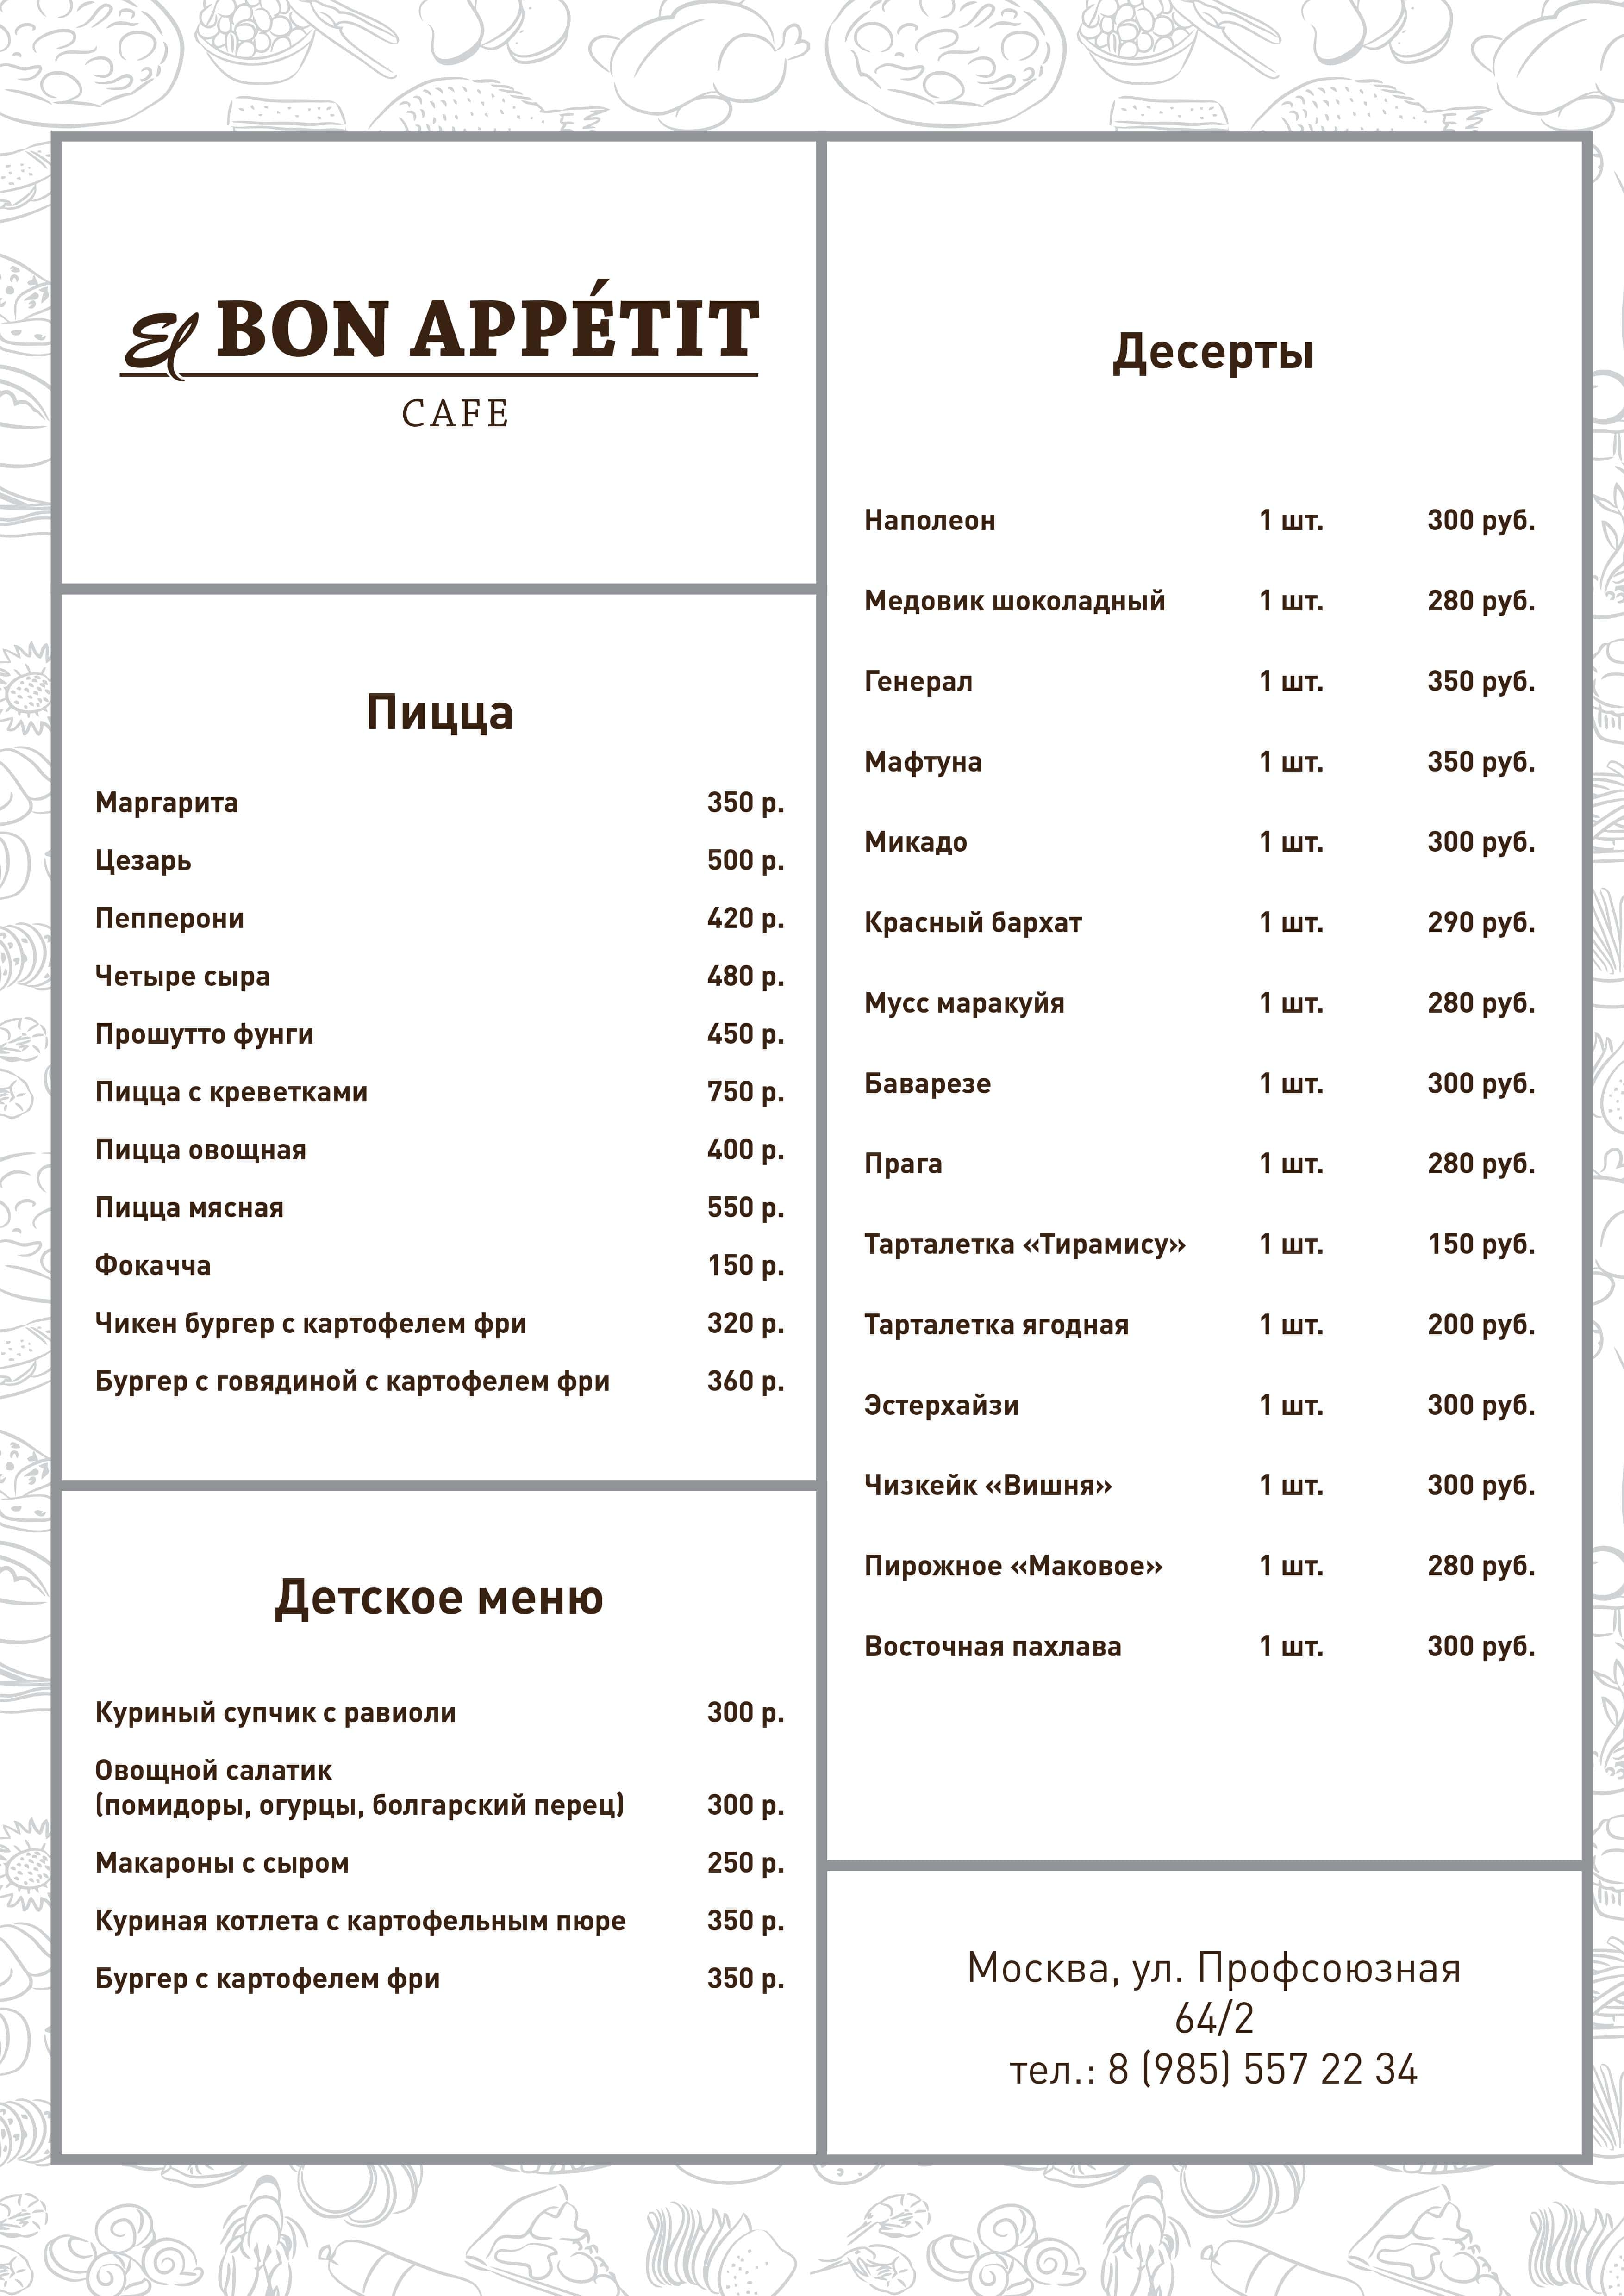 El BON APPÉTIT
CAFE
Пицца
Маргарита 350 р.
Цезарь 500 р.
Пепперони 420 р.
Четыре сыра 480 р.
Прошутто фунги 450 р.
Пицца с креветками 750 р.
Пицца овощная 400 р.
Пицца мясная 550 р.
Фокачча 150 р.
Чикен бургер с картофелем фри 320 р.
Бургер с говядиной с картофелем фри 360 р.
Детское меню
Куриный супчик с равиоли 300 р.
Овощной салатик
(помидоры, огурцы, болгарский перец) 300 р.
Макароны с сыром 250 р.
Куриная котлета с картофельным пюре 350 р.
Бургер с картофелем фри 350 р.
Десерты
Наполеон 1 шт. 300 руб.
Медовик шоколадный 1 шт. 280 руб.
Генерал 1 шт. 350 руб.
Мафтуна 1 шт. 350 руб.
Микадо 1 шт. 300 руб.
Красный бархат 1 шт. 290 руб.
Мусс маракуйя 1 шт. 280 руб.
Баварезе 1 шт. 300 руб.
Прага 1 шт. 280 руб.
Тарталетка «Тирамису» 1 шт. 150 руб.
Тарталетка ягодная 1 шт. 200 руб.
Эстерхайзи 1 шт. 300 руб.
Чизкейк «Вишня» 1 шт. 300 руб.
Пирожное «Маковое» 1 шт. 280 руб.
Восточная пахлава 1 шт. 300 руб.
Москва, ул. Профсоюзная
64/2
тел.: 8 (985) 557 22 34